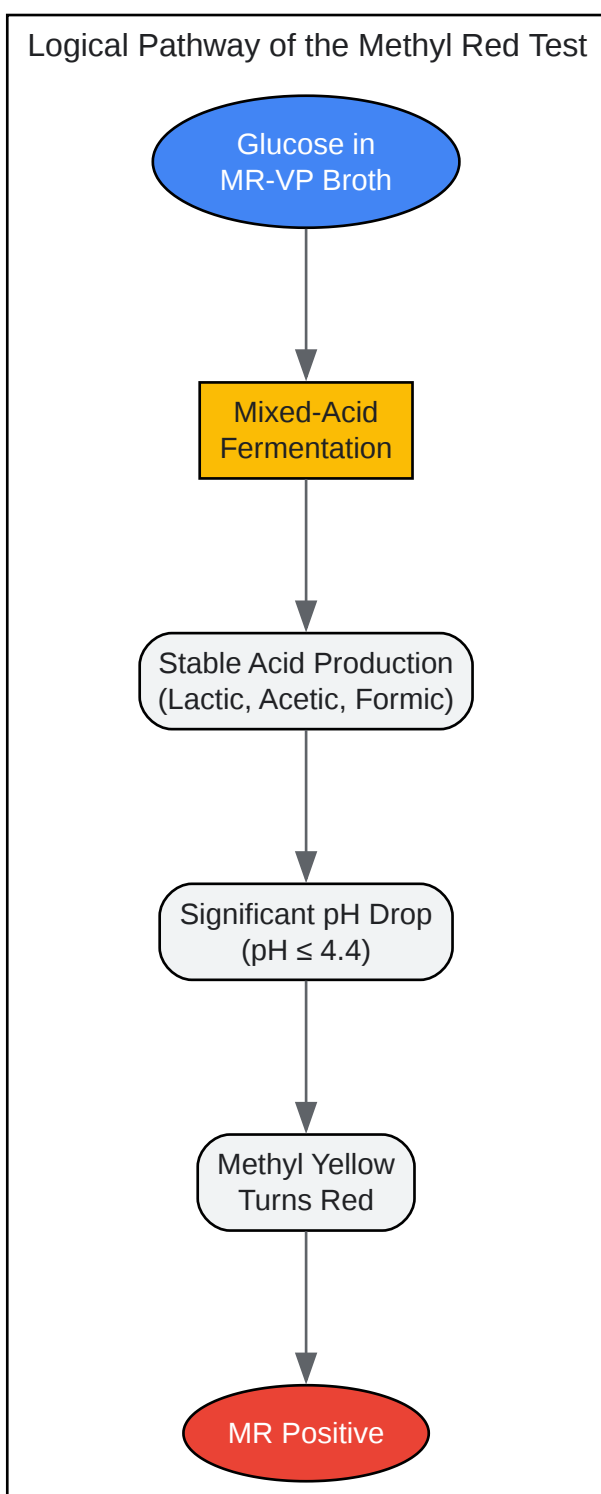 Logical Pathway of the Methyl Red Test
Glucose in
MR-VP Broth
Mixed-Acid
Fermentation
Stable Acid Production
(Lactic, Acetic, Formic)
Significant pH Drop
(pH ≤ 4.4)
Methyl Yellow
Turns Red
MR Positive